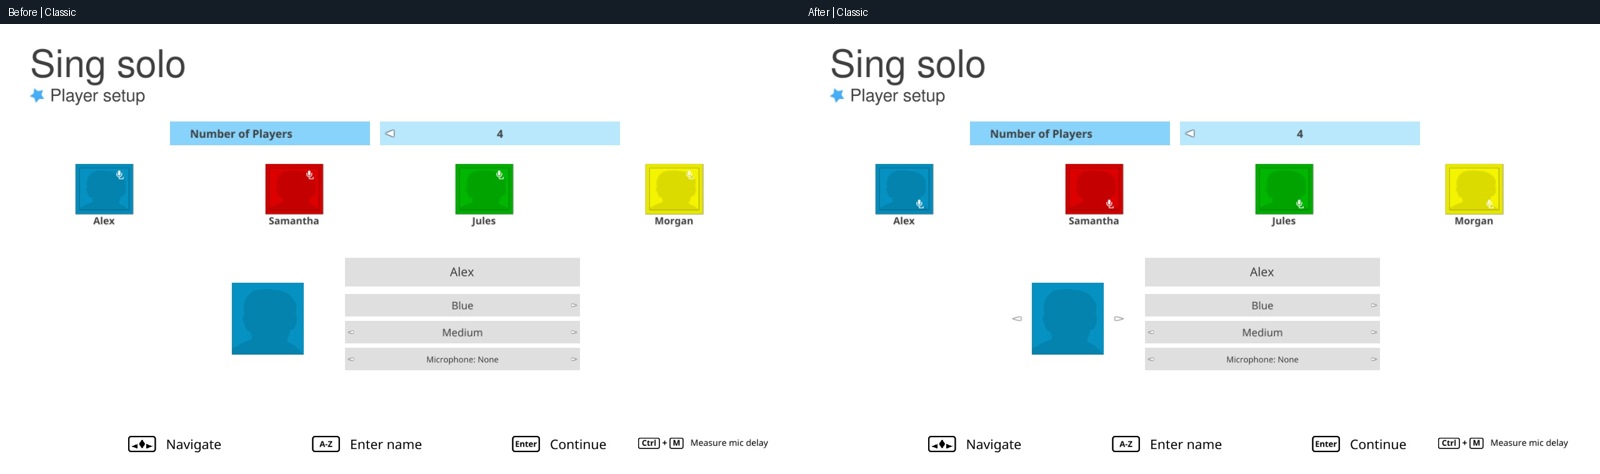 Before | Classic
After | Classic
Sing solo
Player setup
Number of Players
4
Alex
Samantha
Jules
Morgan
Alex
Blue
Medium
Microphone: None
Navigate
A-Z
Enter name
Enter
Continue
Ctrl + M
Measure mic delay
Sing solo
Player setup
Number of Players
4
Alex
Samantha
Jules
Morgan
Alex
Blue
Medium
Microphone: None
Navigate
A-Z
Enter name
Enter
Continue
Ctrl + M
Measure mic delay